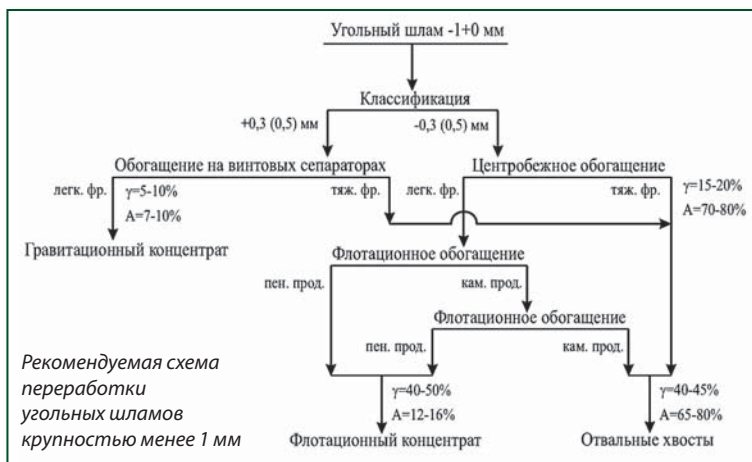 Угольный шлам -1+0 мм
Классификация
+0,3 (0,5) мм
-0,3 (0,5) мм
Обогащение на винтовых сепараторах
Центробежное обогащение
легк. фр.
γ=5-10%
A=7-10%
тяж. фр.
легк. фр.
тяж. фр.
γ=15-20%
A=70-80%
Гравитационный концентрат
Флотационное обогащение
пен. прод.
кам. прод.
Флотационное обогащение
пен. прод.
кам. прод.
Рекомендуемая схема
переработки
угольных шламов
крупностью менее 1 мм
γ=40-50%
A=12-16%
Флотационный концентрат
γ=40-45%
A=65-80%
Отвальные хвосты